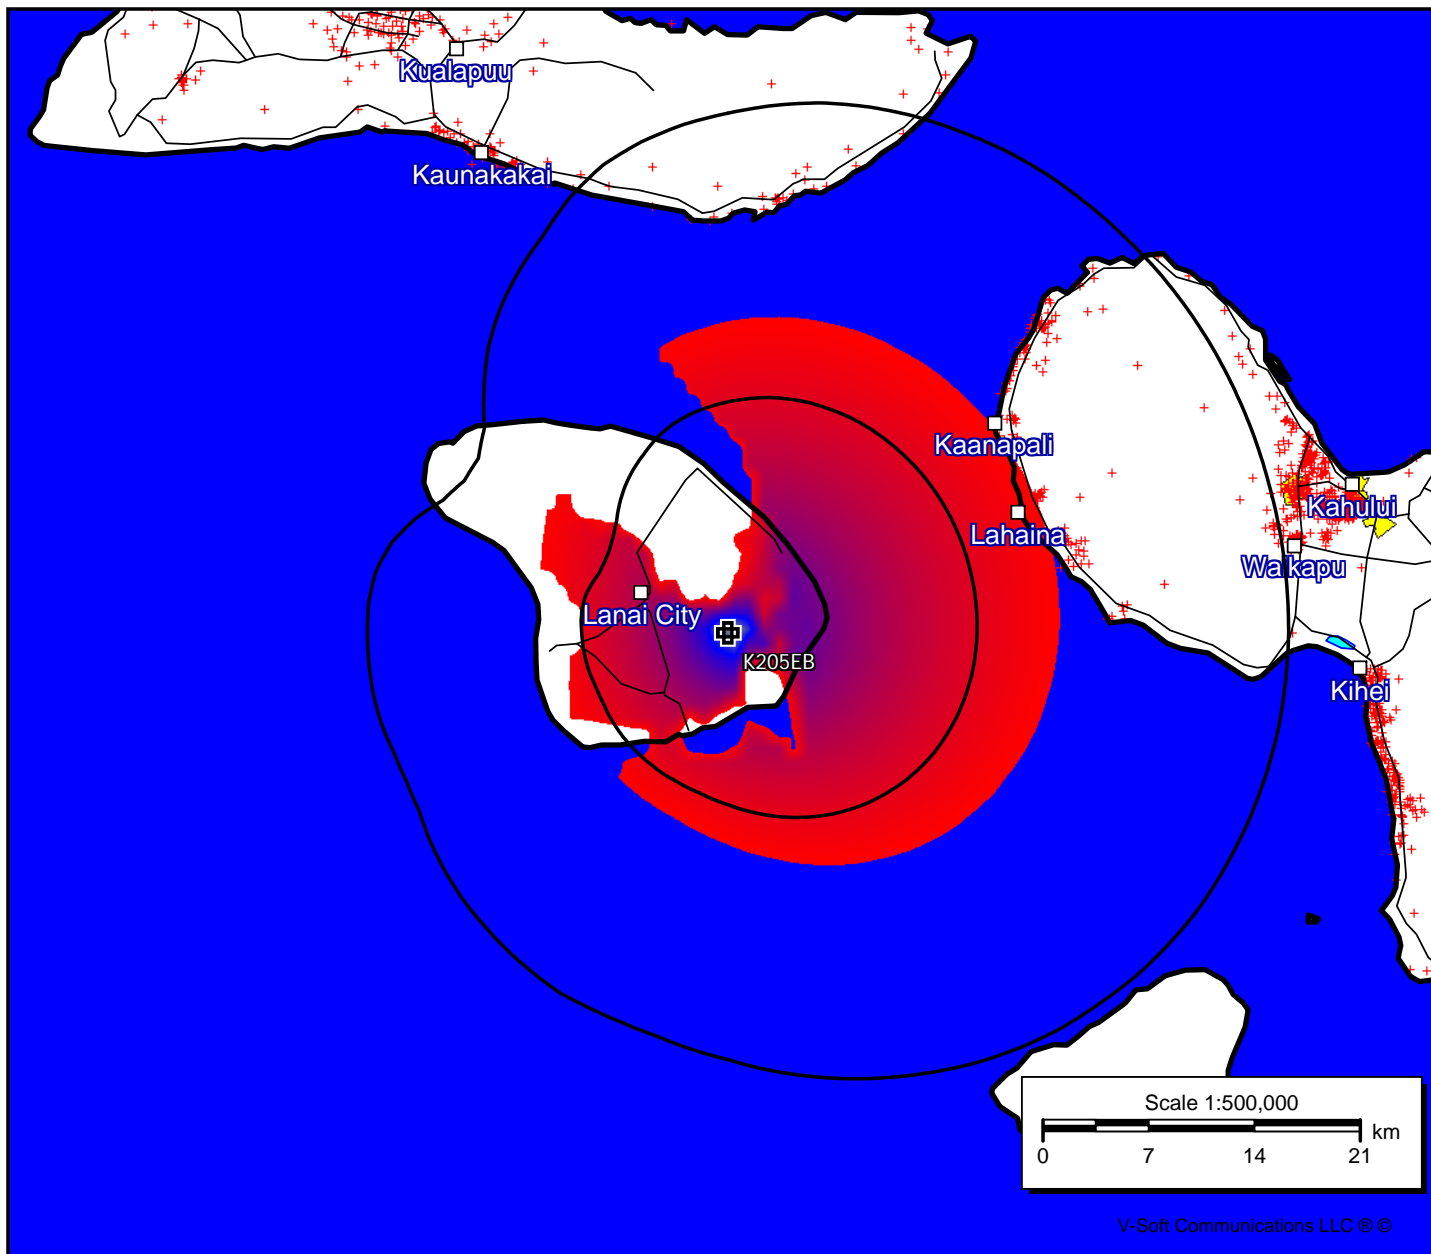 Kualapuu
Kaunakakai
Kaanapali
Lahaina
Kahului
Waikapu
Lanai City
K205EB
Kihei
Scale 1:500,000
km
0 7 14 21
V-Soft Communications LLC ® ©